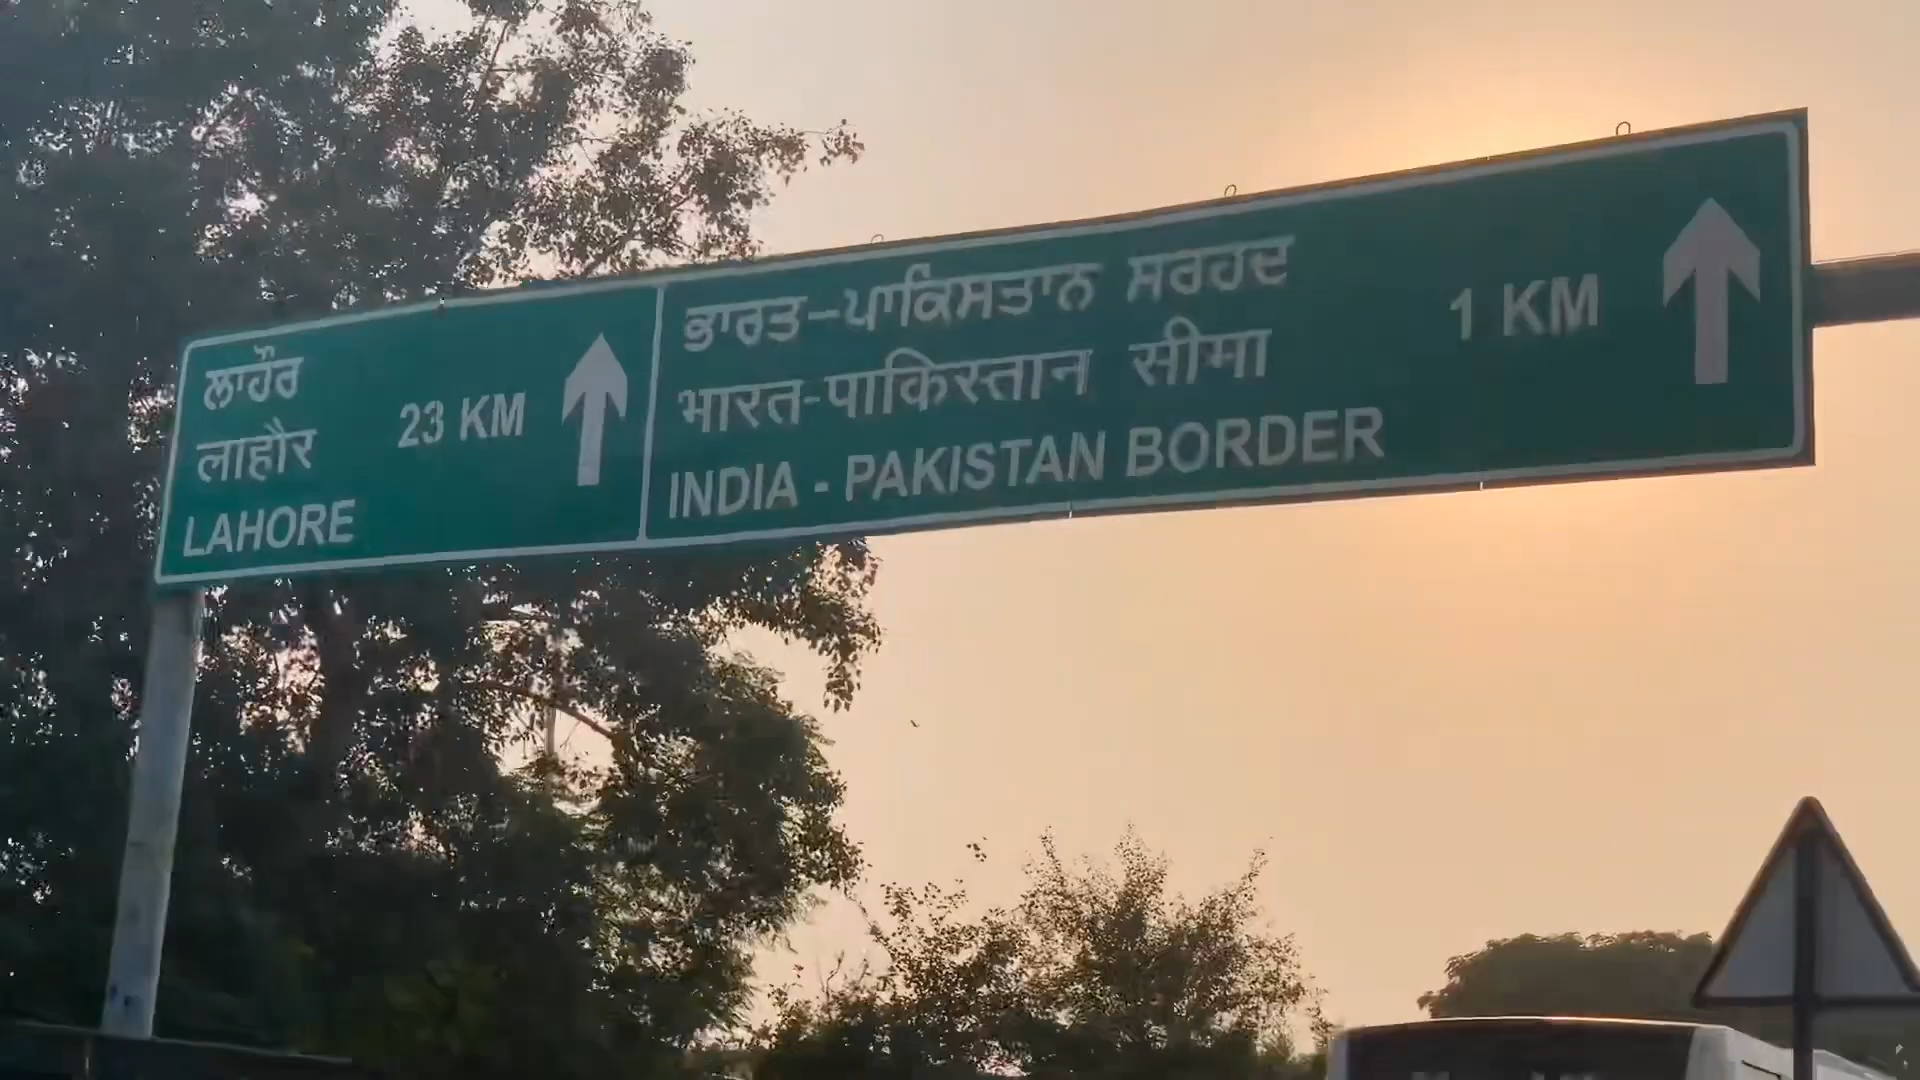 ਲਾਹੌਰ
लाहौर
LAHORE
23 KM
ਭਾਰਤ-ਪਾਕਿਸਤਾਨ ਸਰਹਦ
भारत-पाकिस्तान सीमा
INDIA - PAKISTAN BORDER
1 KM